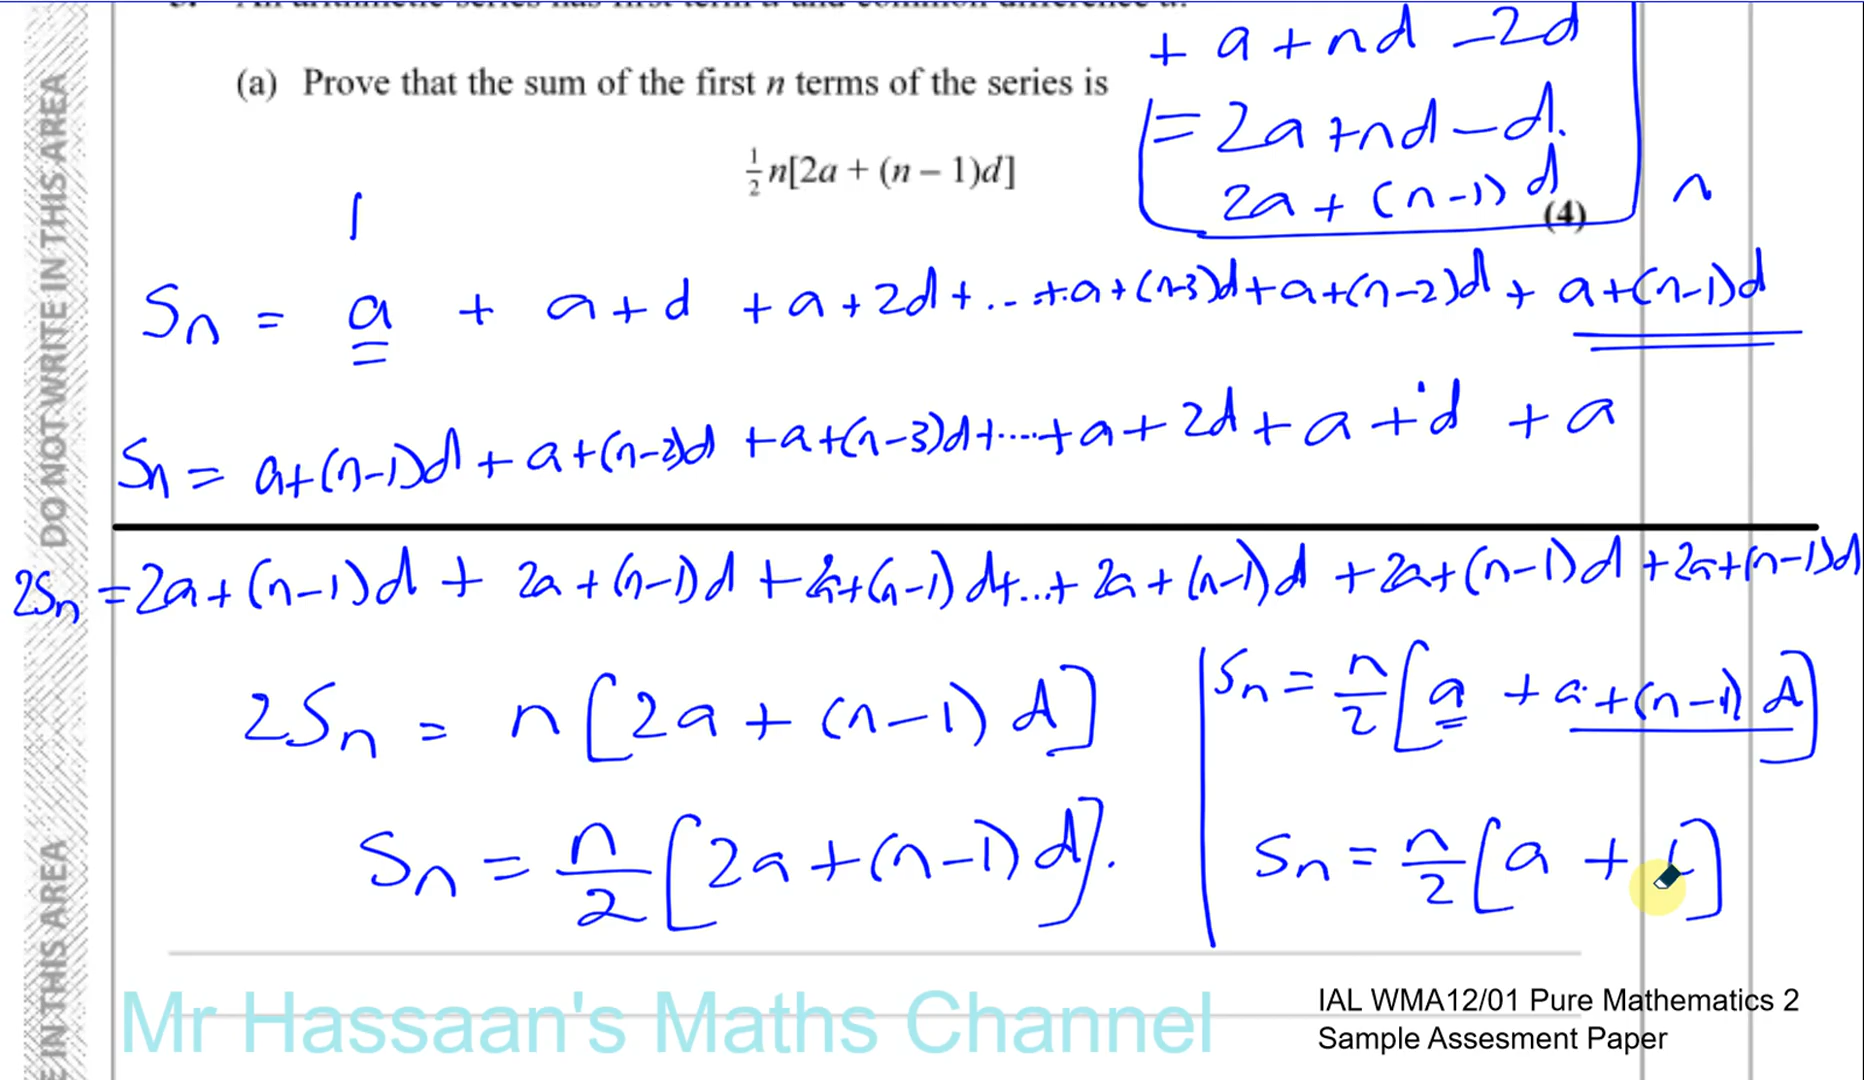 (a) Prove that the sum of the first n terms of the series is
½n[2a + (n – 1)d]
(4)
+ a + nd – 2d
= 2a + nd – d.
2a + (n–1)d
n
1
Sn = a + a + d + a + 2d + ... + a + (n–3)d + a + (n–2)d + a + (n–1)d
Sn = a + (n–1)d + a + (n–2)d + a + (n–3)d + ..... + a + 2d + a + d + a
2Sn = 2a + (n–1)d + 2a + (n–1)d + 2a + (n–1)d + ... + 2a + (n–1)d + 2a + (n–1)d + 2a + (n–1)d
2Sn = n[2a + (n–1)d]
Sn = n/2 [2a + (n–1)d].
Sn = n/2 [a + a + (n–1)d]
Sn = n/2 [a + L]
DO NOT WRITE IN THIS AREA
E IN THIS AREA
Mr Hassaan's Maths Channel
IAL WMA12/01 Pure Mathematics 2
Sample Assesment Paper